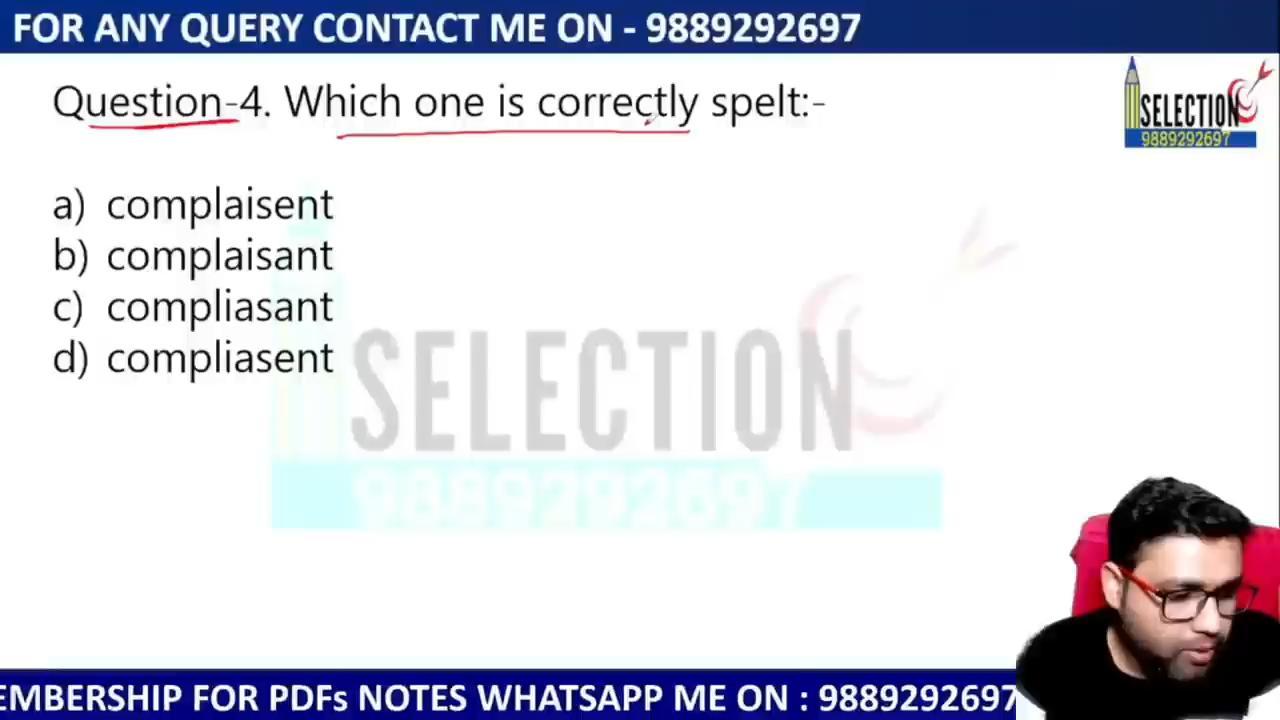 FOR ANY QUERY CONTACT ME ON - 9889292697
Question-4. Which one is correctly spelt:-
SELECTION
9889292697
a) complaisent
b) complaisant
c) compliasant
d) compliasent
SELECTION
9889292697
EMBERSHIP FOR PDFs NOTES WHATSAPP ME ON : 9889292697